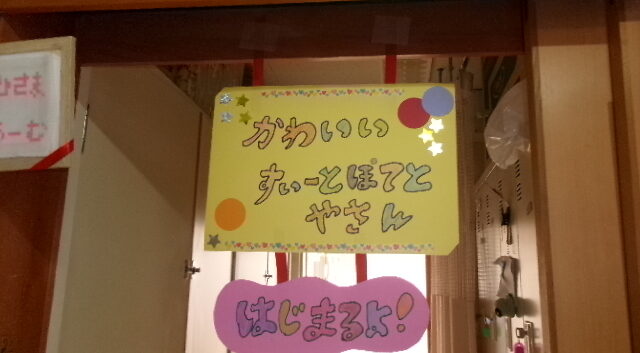 かわいい
すぃーとぽてと
やさん
はじまるよ!